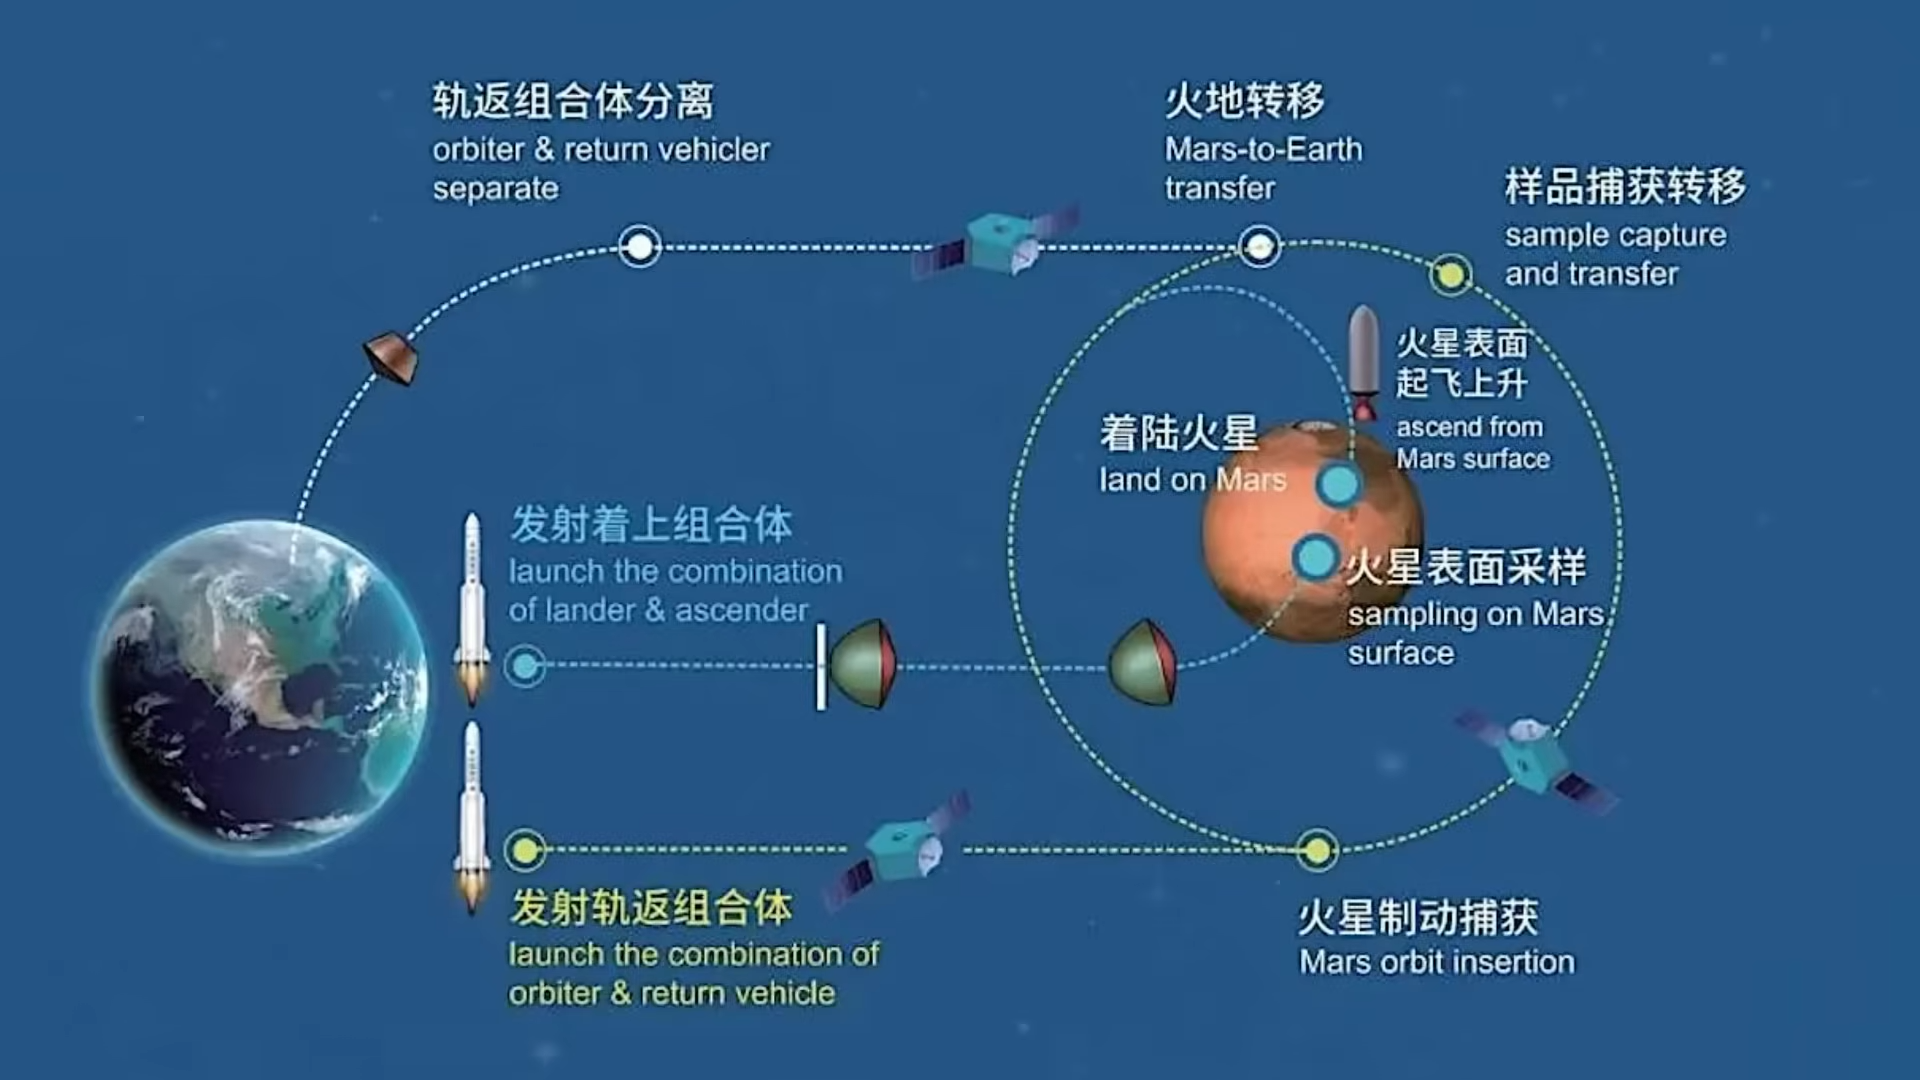 轨返组合体分离
orbiter & return vehicler
separate
火地转移
Mars-to-Earth
transfer
样品捕获转移
sample capture
and transfer
火星表面
起飞上升
ascend from
Mars surface
着陆火星
land on Mars
发射着上组合体
launch the combination
of lander & ascender
火星表面采样
sampling on Mars
surface
发射轨返组合体
launch the combination of
orbiter & return vehicle
火星制动捕获
Mars orbit insertion